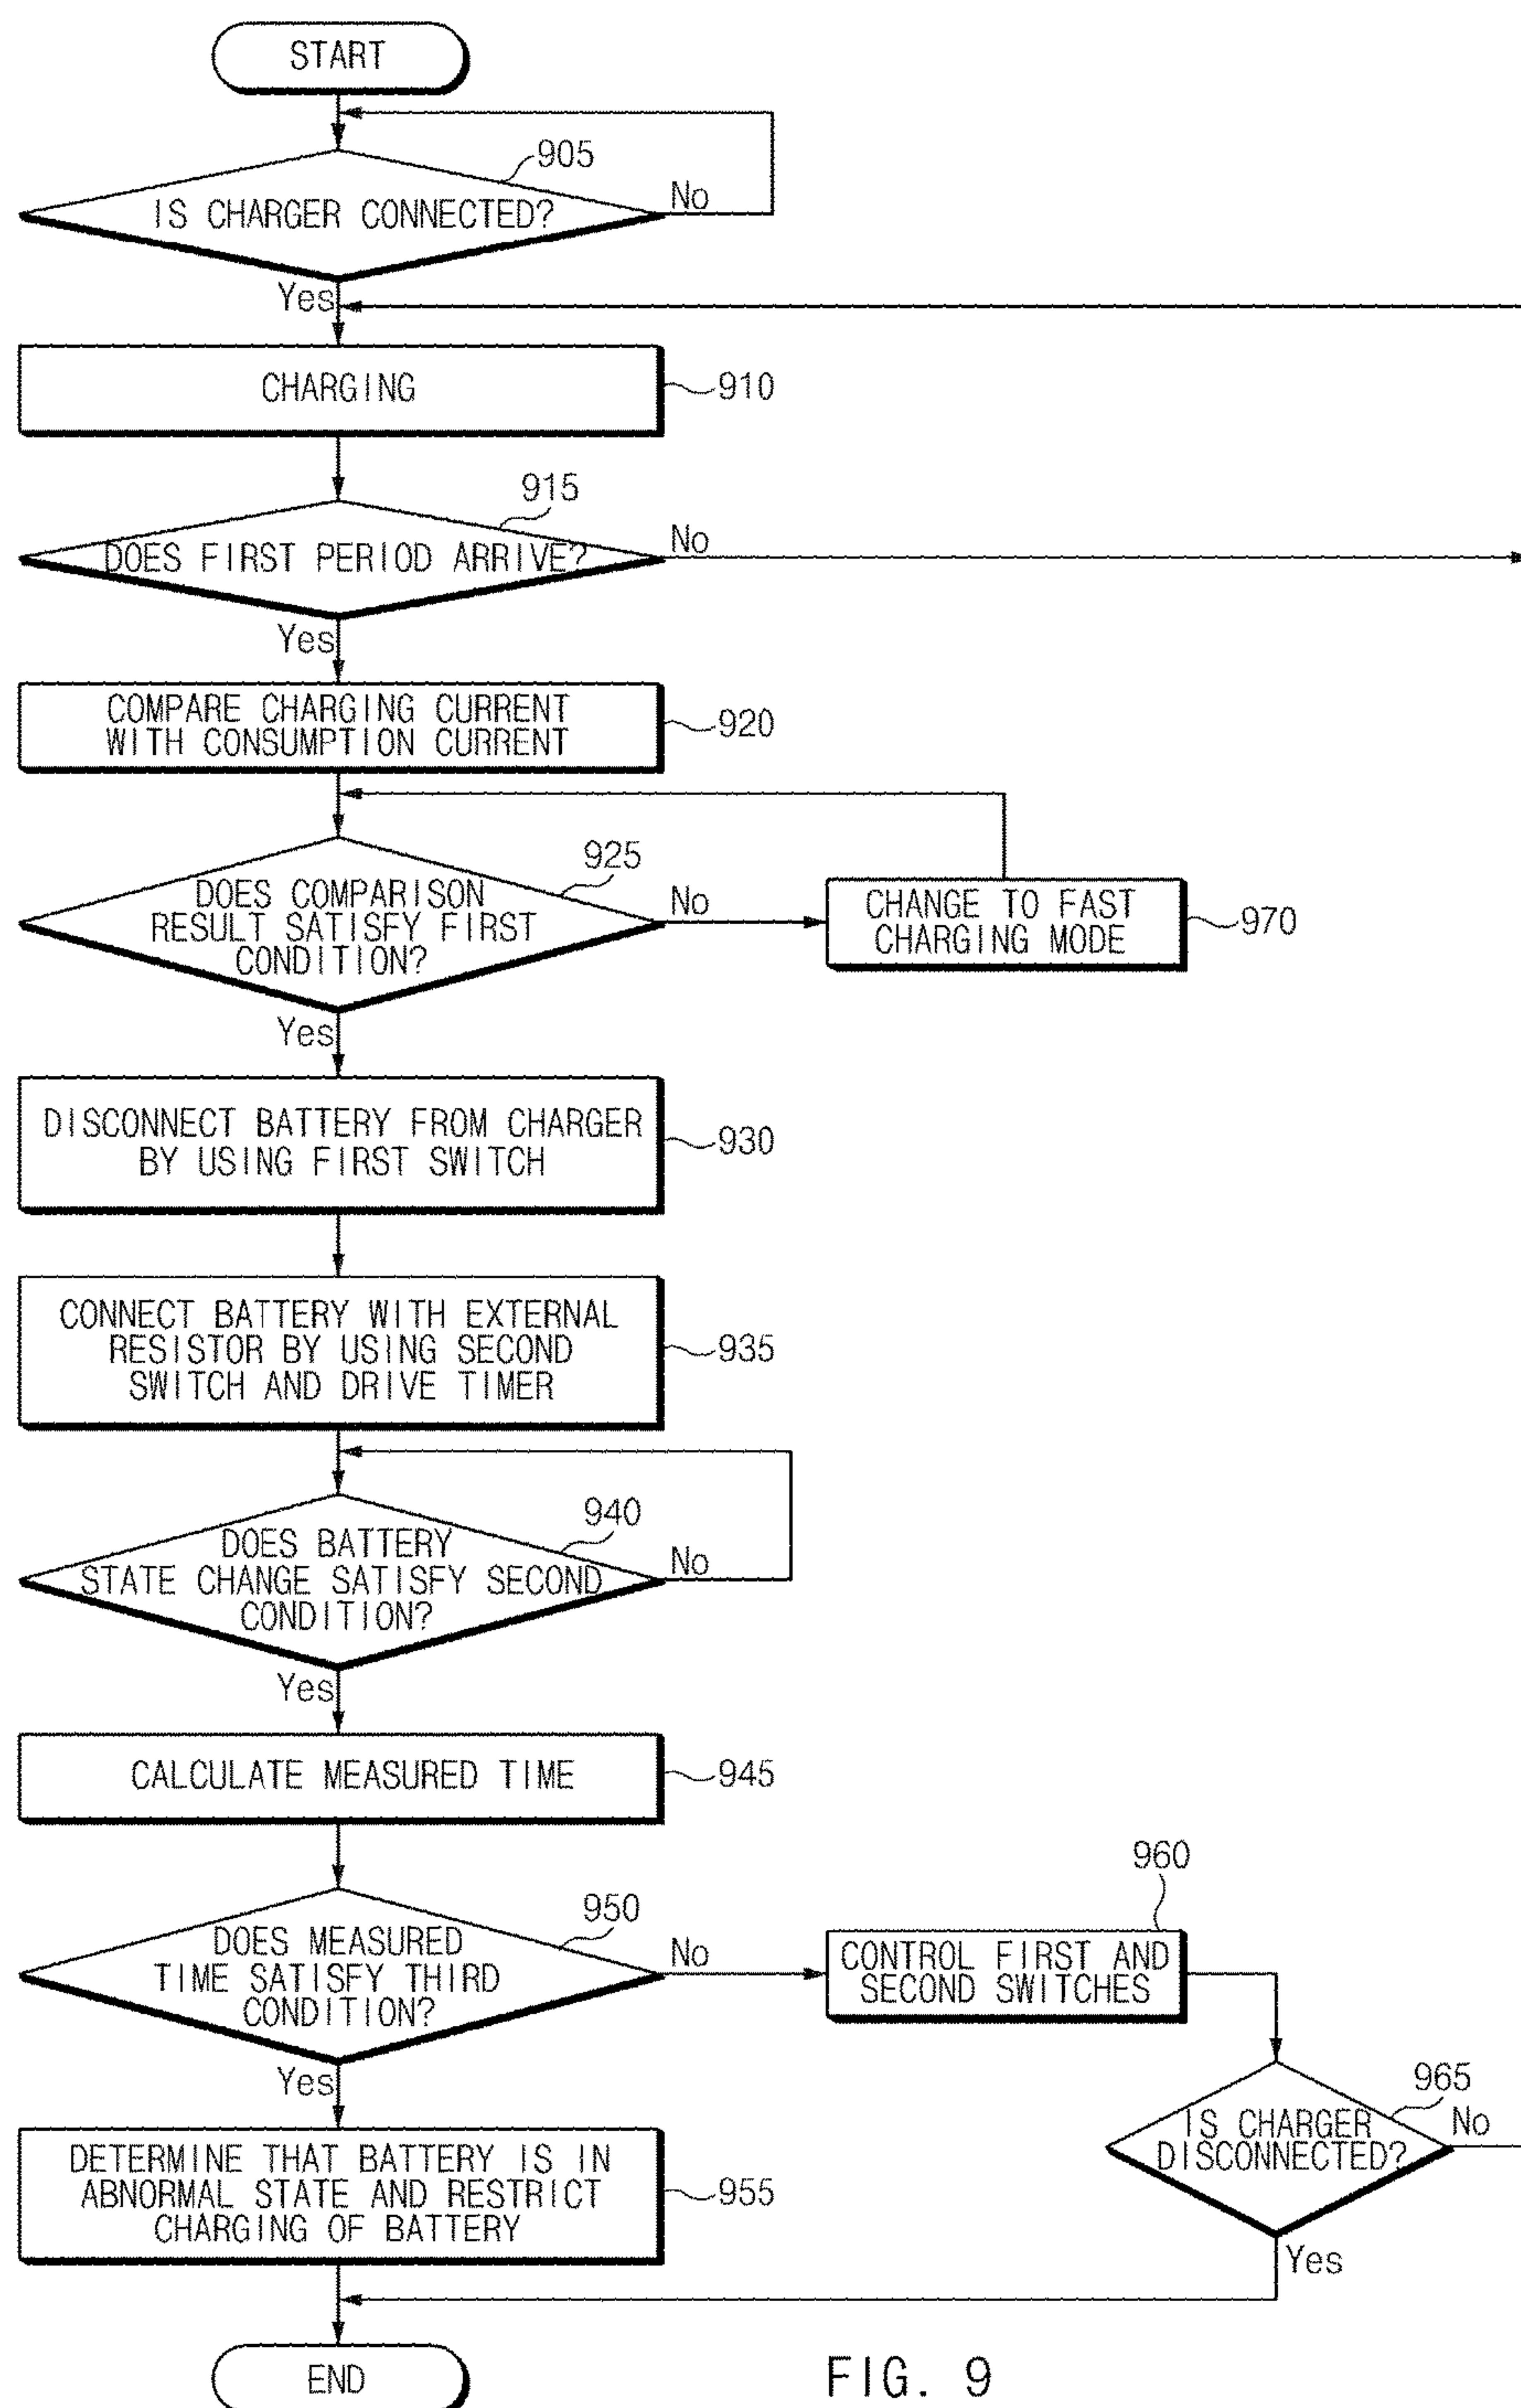 START
905
IS CHARGER CONNECTED?
No
Yes
CHARGING
910
915
DOES FIRST PERIOD ARRIVE?
No
Yes
COMPARE CHARGING CURRENT
WITH CONSUMPTION CURRENT
920
925
DOES COMPARISON
RESULT SATISFY FIRST
CONDITION?
No
CHANGE TO FAST
CHARGING MODE
970
Yes
DISCONNECT BATTERY FROM CHARGER
BY USING FIRST SWITCH
930
CONNECT BATTERY WITH EXTERNAL
RESISTOR BY USING SECOND
SWITCH AND DRIVE TIMER
935
940
DOES BATTERY
STATE CHANGE SATISFY SECOND
CONDITION?
No
Yes
CALCULATE MEASURED TIME
945
950
DOES MEASURED
TIME SATISFY THIRD
CONDITION?
No
960
CONTROL FIRST AND
SECOND SWITCHES
Yes
965
IS CHARGER
DISCONNECTED?
No
Yes
DETERMINE THAT BATTERY IS IN
ABNORMAL STATE AND RESTRICT
CHARGING OF BATTERY
955
END
FIG. 9